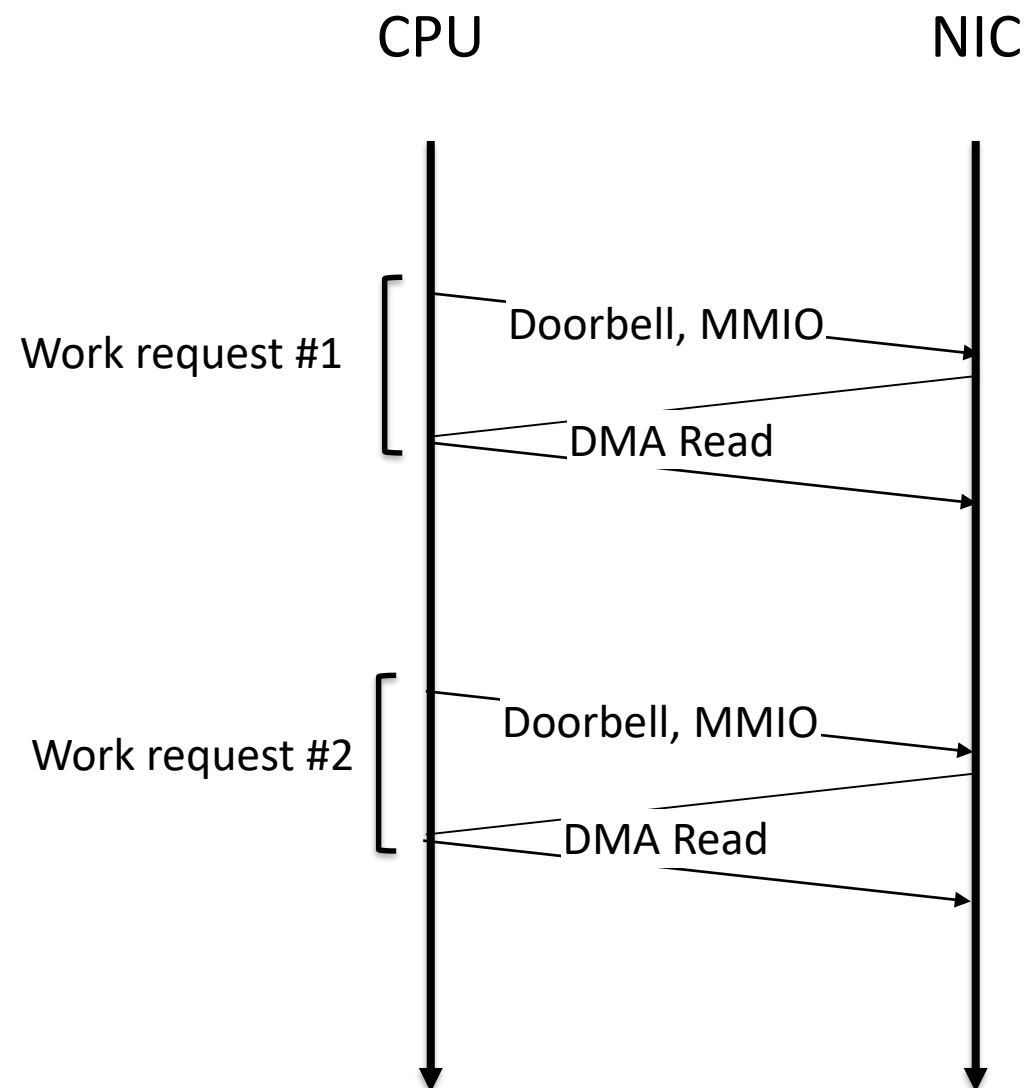 CPU
NIC
Doorbell, MMIO
Work request #1
DMA Read
Doorbell, MMIO
Work request #2
DMA Read